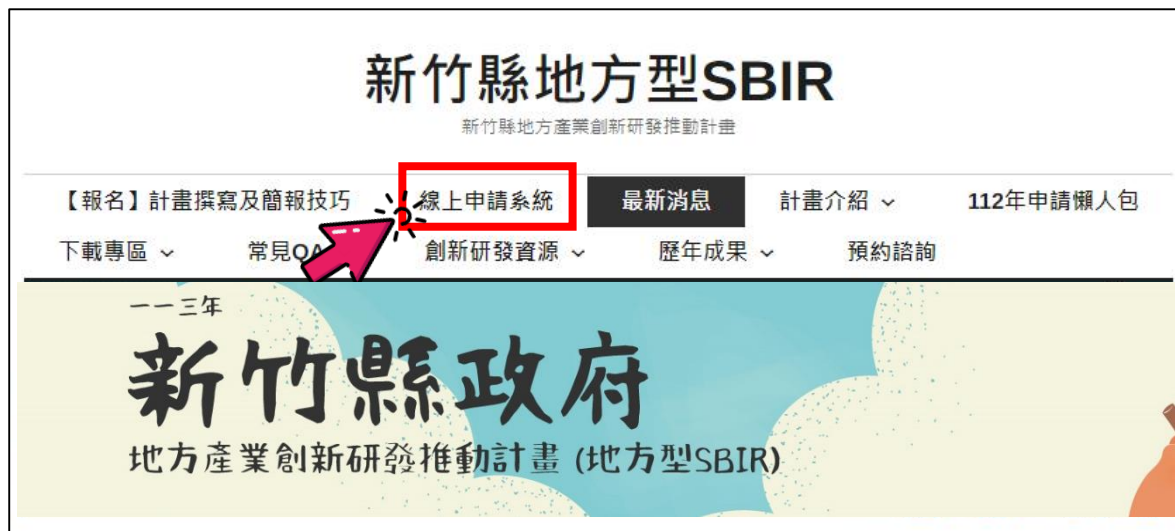 新竹縣地方型SBIR
新竹縣地方產業創新研發推動計畫
【報名】計畫撰寫及簡報技巧 線上申請系統 最新消息 計畫介紹 112年申請懶人包
下載專區 常見QA 創新研發資源 歷年成果 預約諮詢
一一三年
新竹縣政府
地方產業創新研發推動計畫 (地方型SBIR)